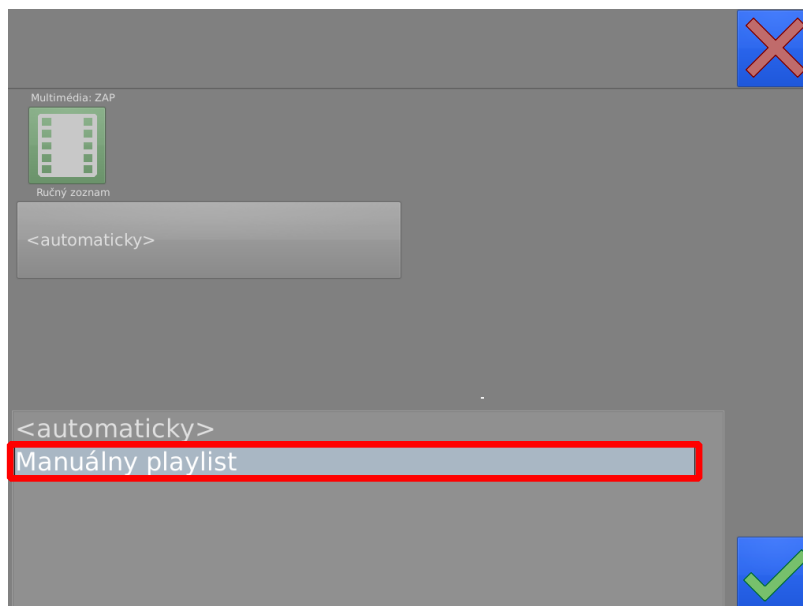 Multimédia: ZAP
Ručný zoznam
<automaticky>
<automaticky>
Manuálny playlist